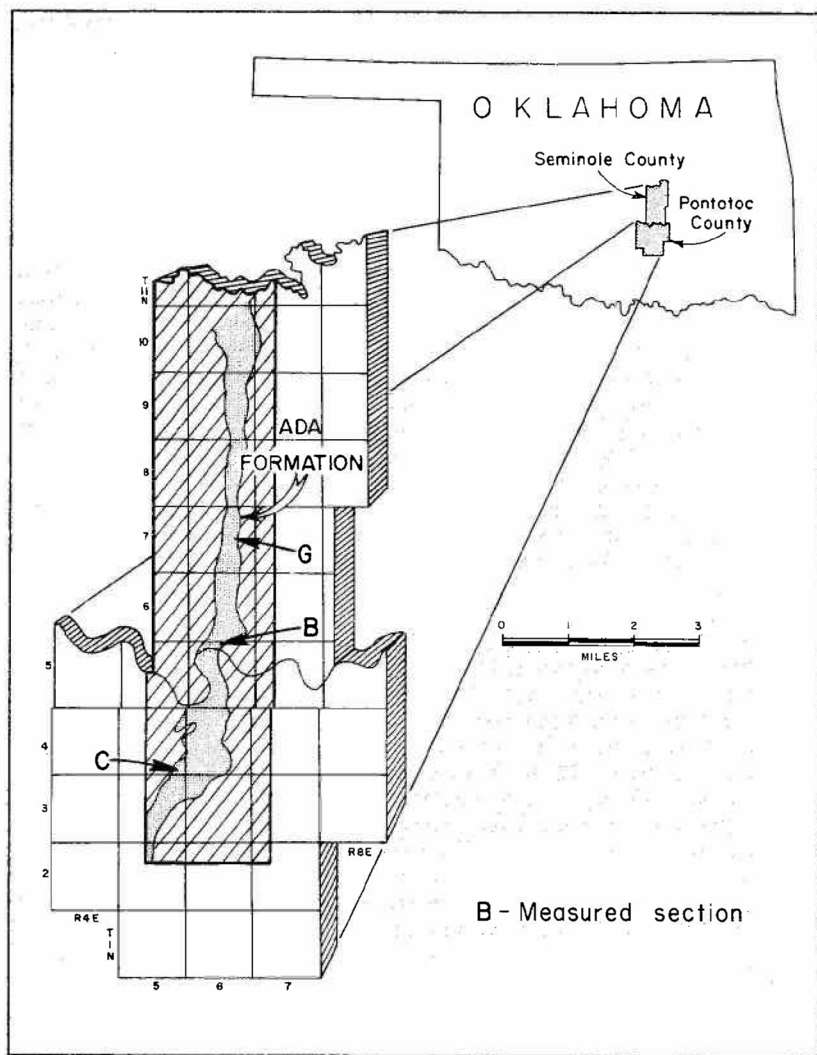 OKLAHOMA
Seminole County
Pontotoc
County
T
11
N
10
9
ADA
8
FORMATION
7
G
6
B
5
0 1 2 3
MILES
4
C
3
R8E
2
B - Measured section
R4E
T
1
N
5 6 7